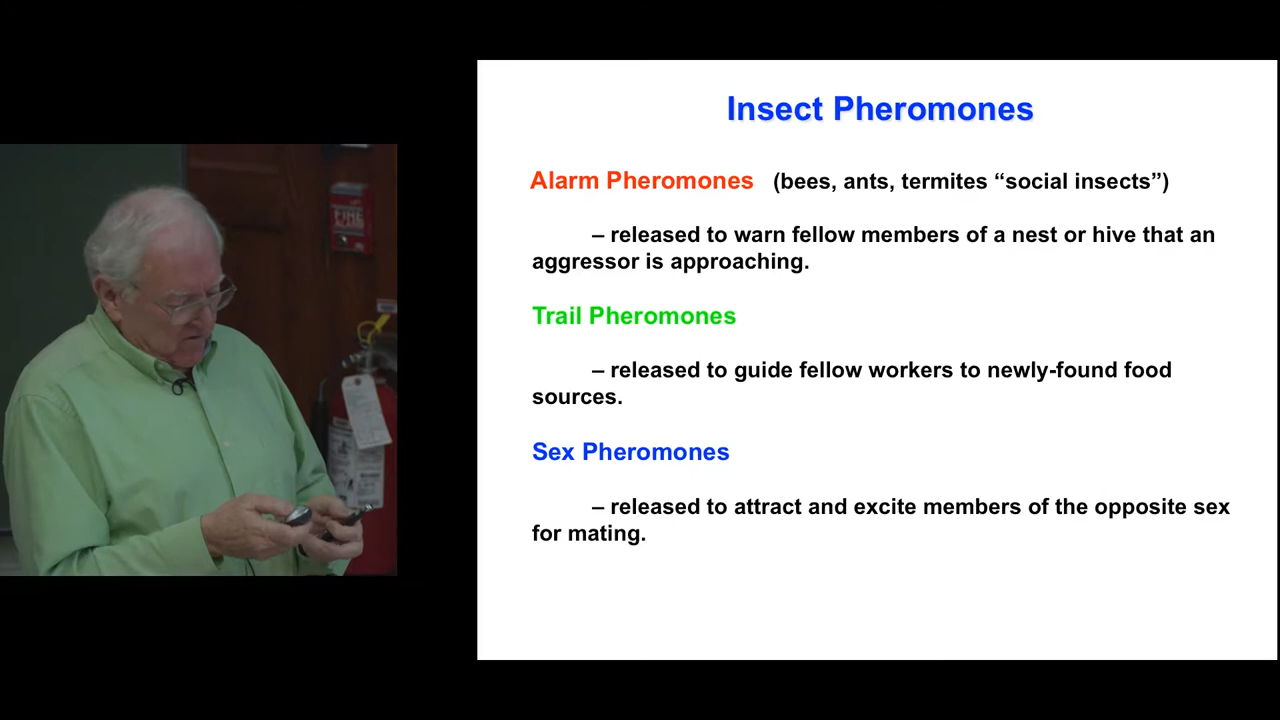 Insect Pheromones
Alarm Pheromones (bees, ants, termites “social insects”)
– released to warn fellow members of a nest or hive that an
aggressor is approaching.
Trail Pheromones
– released to guide fellow workers to newly-found food
sources.
Sex Pheromones
– released to attract and excite members of the opposite sex
for mating.
FIRE